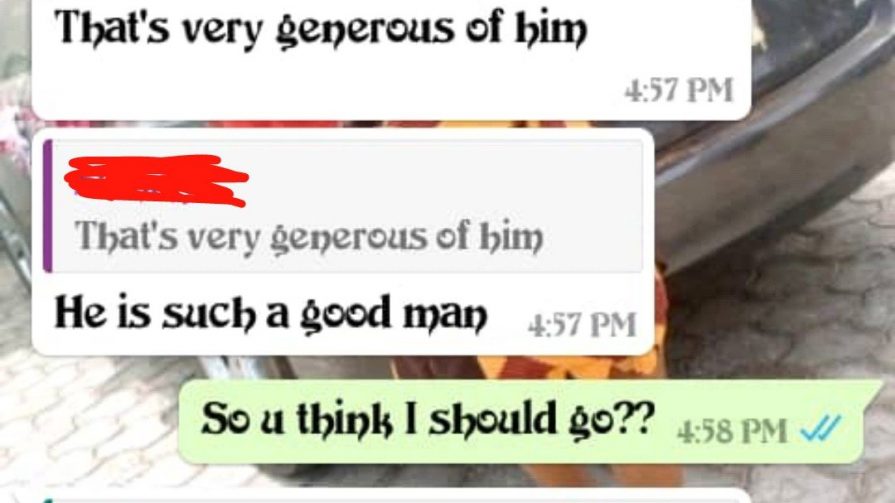 That's very generous of him
4:57 PM
That's very generous of him
He is such a good man 4:57 PM
So u think I should go?? 4:58 PM